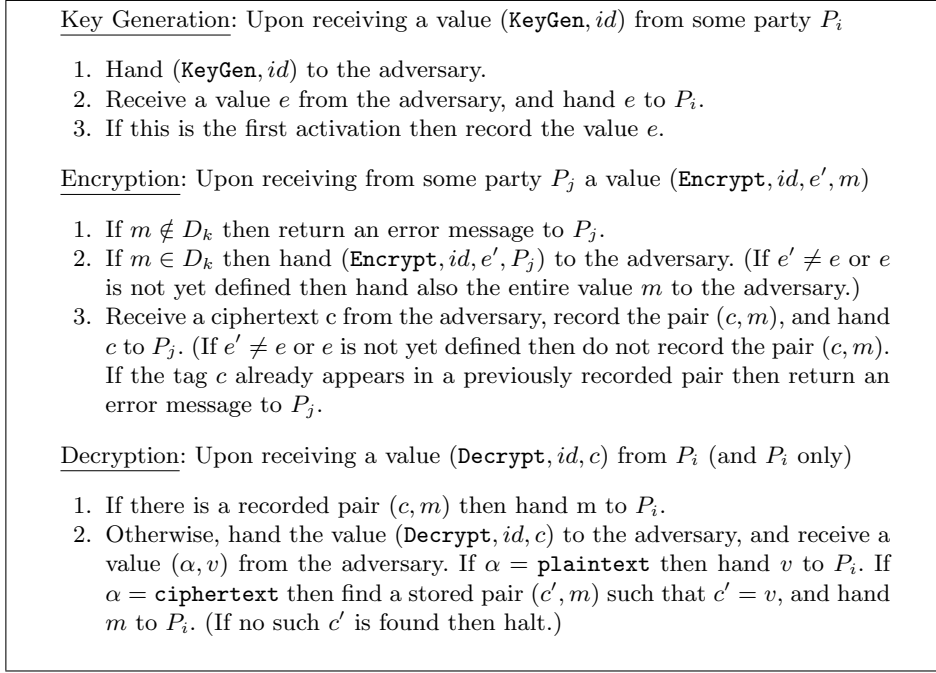 Key Generation: Upon receiving a value (KeyGen, id) from some party P_i
1. Hand (KeyGen, id) to the adversary.
2. Receive a value e from the adversary, and hand e to P_i.
3. If this is the first activation then record the value e.
Encryption: Upon receiving from some party P_j a value (Encrypt, id, e′, m)
1. If m ∉ D_k then return an error message to P_j.
2. If m ∈ D_k then hand (Encrypt, id, e′, P_j) to the adversary. (If e′ ≠ e or e
is not yet defined then hand also the entire value m to the adversary.)
3. Receive a ciphertext c from the adversary, record the pair (c, m), and hand
c to P_j. (If e′ ≠ e or e is not yet defined then do not record the pair (c, m).
If the tag c already appears in a previously recorded pair then return an
error message to P_j.
Decryption: Upon receiving a value (Decrypt, id, c) from P_i (and P_i only)
1. If there is a recorded pair (c, m) then hand m to P_i.
2. Otherwise, hand the value (Decrypt, id, c) to the adversary, and receive a
value (α, v) from the adversary. If α = plaintext then hand v to P_i. If
α = ciphertext then find a stored pair (c′, m) such that c′ = v, and hand
m to P_i. (If no such c′ is found then halt.)